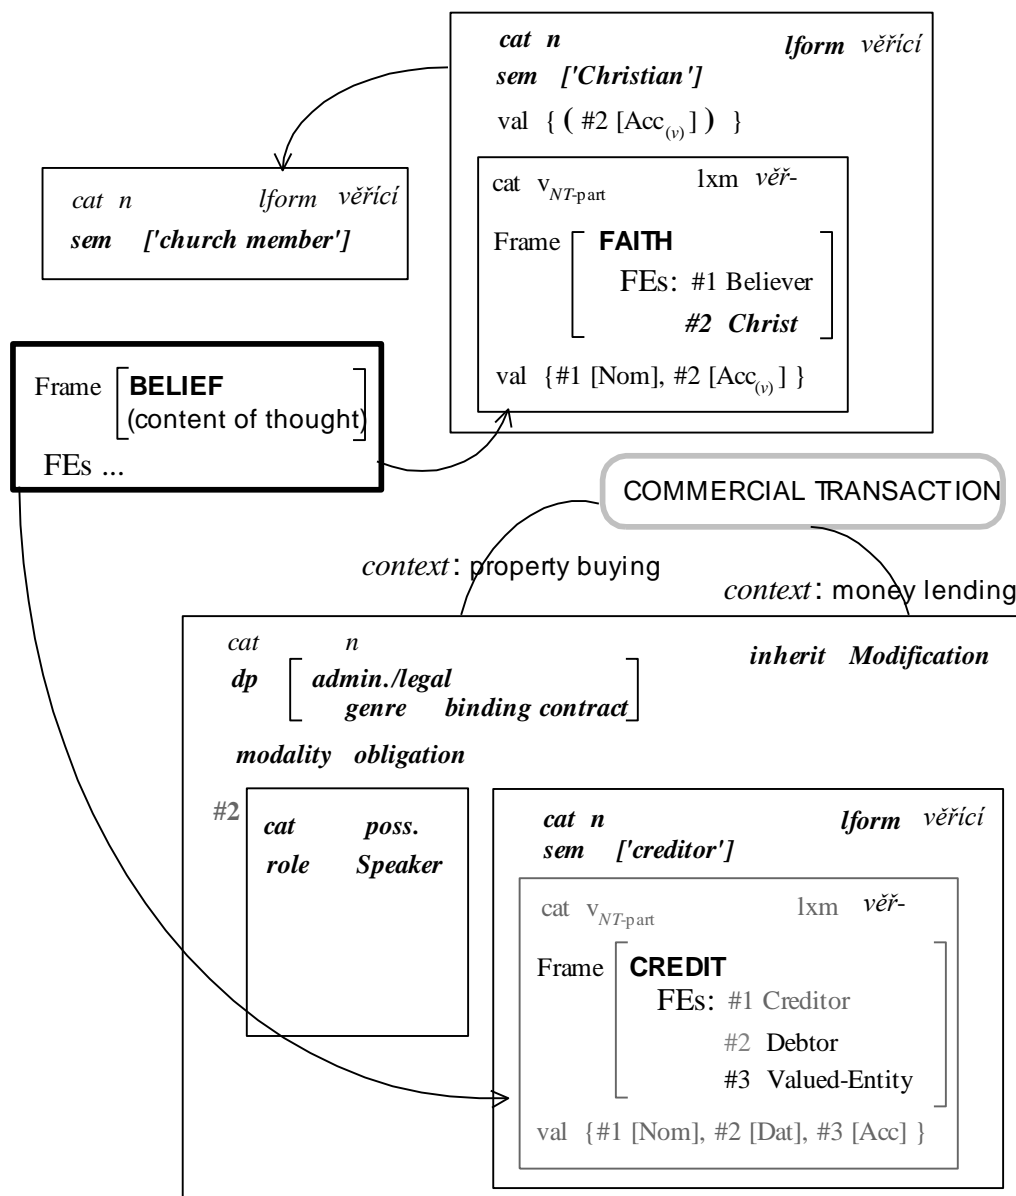 cat n lform věřící
sem ['Christian']
val { ( #2 [Acc(v) ] ) }
cat v NT-part lxm věř-
Frame FAITH
FEs: #1 Believer
#2 Christ
val {#1 [Nom], #2 [Acc(v) ] }
cat n lform věřící
sem ['church member']
Frame BELIEF
(content of thought)
FEs ...
COMMERCIAL TRANSACTION
context: property buying
context: money lending
cat n inherit Modification
dp admin./legal
genre binding contract
modality obligation
#2
cat poss.
role Speaker
cat n lform věřící
sem ['creditor']
cat v NT-part lxm věř-
Frame CREDIT
FEs: #1 Creditor
#2 Debtor
#3 Valued-Entity
val {#1 [Nom], #2 [Dat], #3 [Acc] }